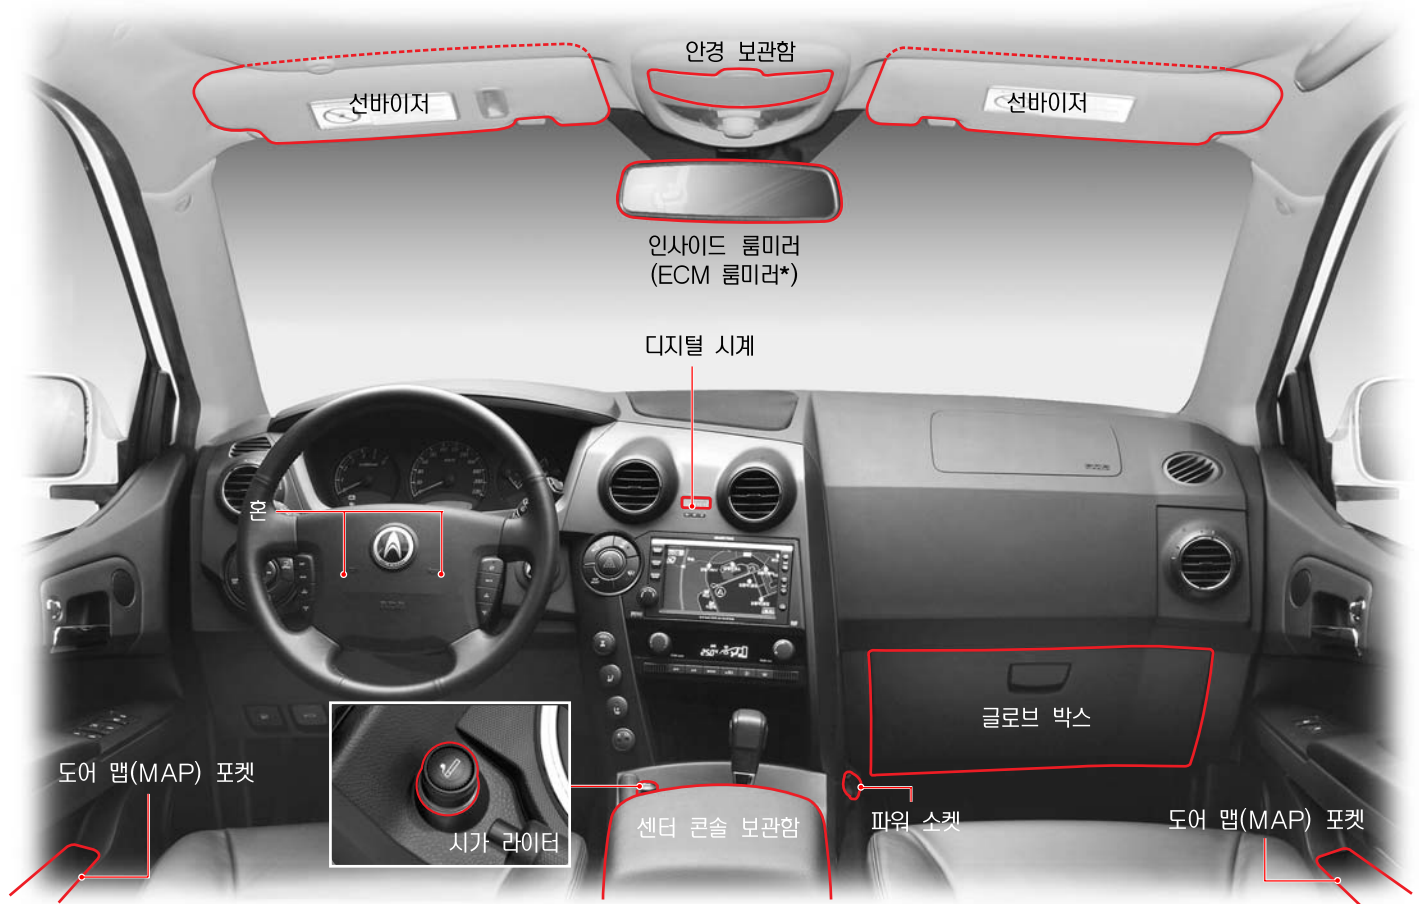 안경 보관함
선바이저
선바이저
인사이드 룸미러
(ECM 룸미러*)
디지털 시계
혼
글로브 박스
도어 맵(MAP) 포켓
시가 라이터
센터 콘솔 보관함
파워 소켓
도어 맵(MAP) 포켓